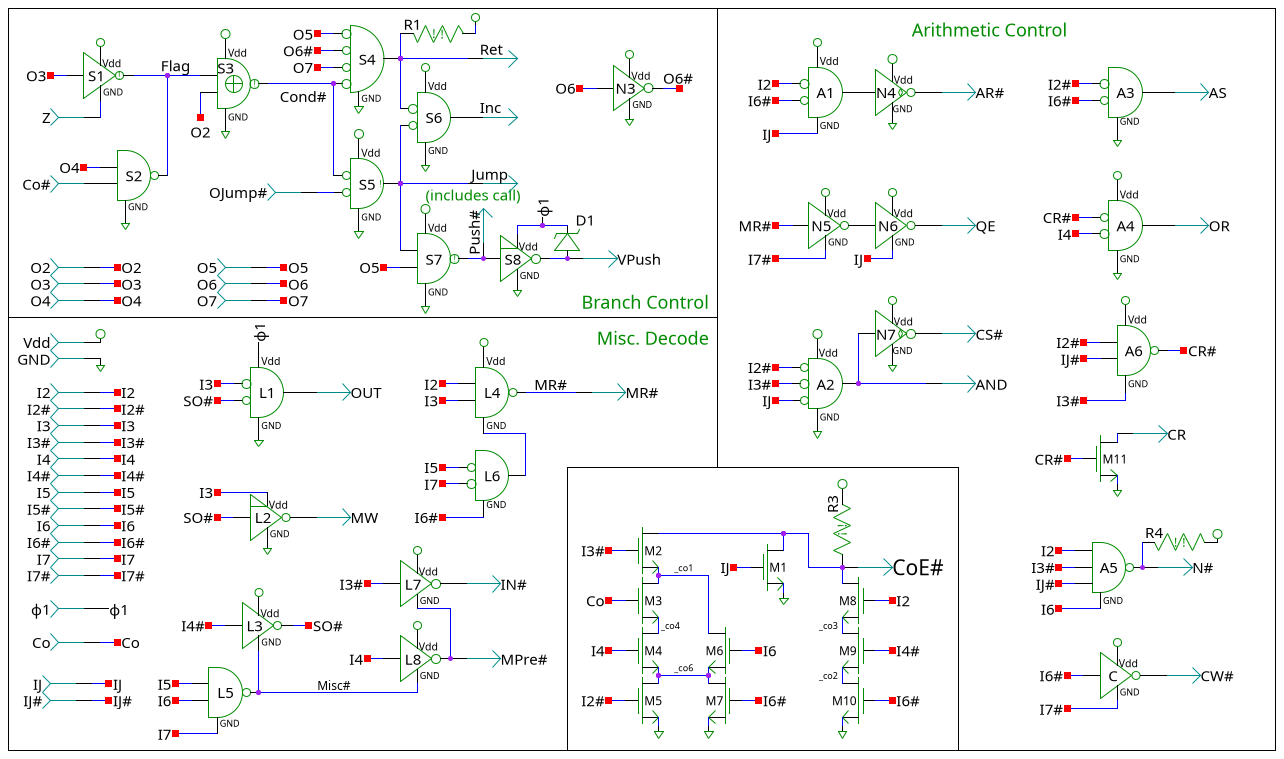 R1
Arithmetic Control
O5
S4
Ret
O6#
O7
O3
S1
Vdd
GND
Flag
S3
Vdd
GND
O2
Z
Cond#
Vdd
S6
GND
Inc
O6
N3
Vdd
GND
O6#
I2
I6#
IJ
A1
Vdd
GND
N4
Vdd
GND
AR#
I2#
I6#
A3
Vdd
GND
AS
O4
Co#
S2
Vdd
GND
OJump#
Vdd
S5
GND
Jump
(includes call)
Push#
ϕ1
D1
O5
Vdd
S7
GND
Vdd
S8
GND
VPush
MR#
I7#
N5
Vdd
N6
Vdd
IJ
QE
CR#
I4
Vdd
A4
GND
OR
O2
O2
O5
O5
O3
O3
O6
O6
O4
O4
O7
O7
Branch Control
Misc. Decode
Vdd
GND
ϕ1
I3
SO#
Vdd
L1
GND
OUT
I2
I3
Vdd
L4
GND
MR#
MR#
I2#
I3#
IJ
Vdd
A2
GND
N7
Vdd
GND
CS#
AND
I2#
IJ#
I3#
Vdd
A6
GND
CR#
I2
I2
I2#
I2#
I3
I3
I3#
I3#
I4
I4
I4#
I4#
I5
I5
I5#
I5#
I6
I6
I6#
I6#
I7
I7
I7#
I7#
I5
I7
I6#
L6
GND
I3
SO#
Vdd
L2
GND
MW
CR#
M11
CR
ϕ1
ϕ1
Co
Co
IJ
IJ
IJ#
IJ#
I3#
Vdd
L7
GND
IN#
I4#
Vdd
L3
GND
SO#
I4
Vdd
L8
GND
MPre#
I5
I6
I7
L5
GND
Misc#
I3#
M2
_co1
IJ
M1
R3
CoE#
Co
M3
_co4
M8
I2
_co3
I4
M4
_co6
M6
I6
M9
I4#
_co2
I2#
M5
M7
I6#
M10
I6#
I2
I3#
IJ#
I6
Vdd
A5
GND
R4
N#
I6#
I7#
Vdd
C
GND
CW#